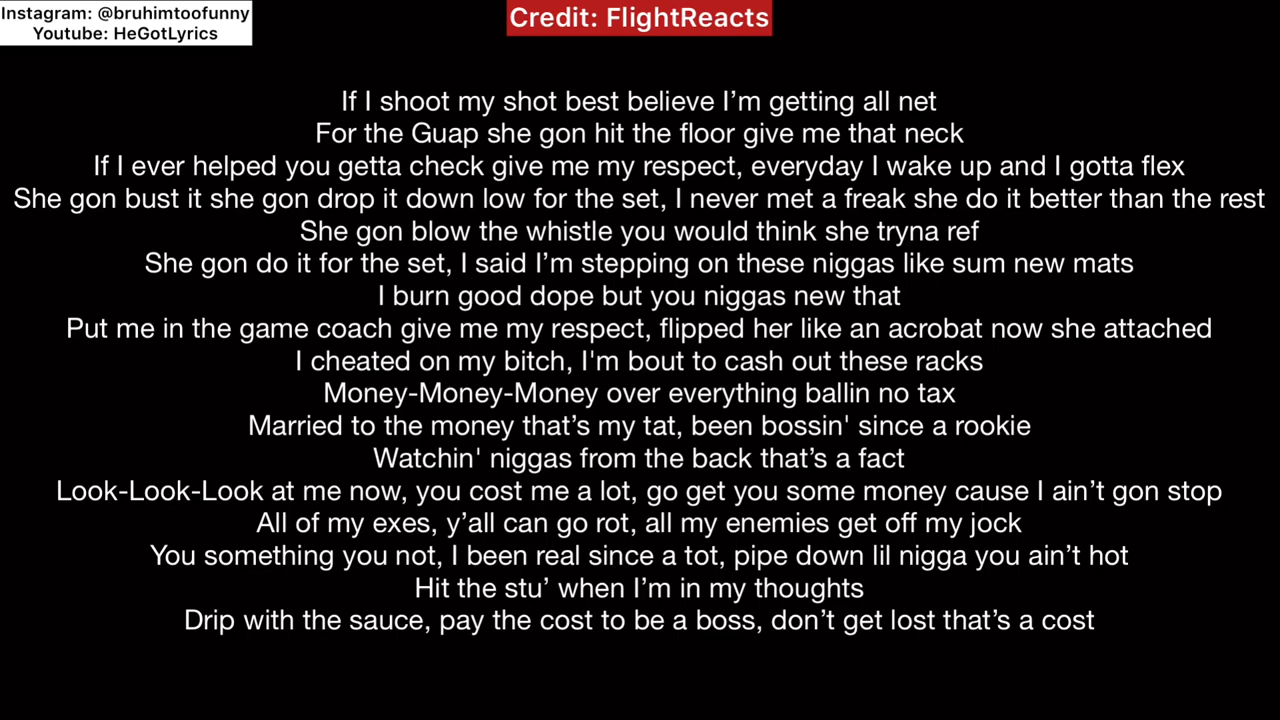 Instagram: @bruhimtoofunny
Youtube: HeGotLyrics
Credit: FlightReacts
If I shoot my shot best believe I’m getting all net
For the Guap she gon hit the floor give me that neck
If I ever helped you getta check give me my respect, everyday I wake up and I gotta flex
She gon bust it she gon drop it down low for the set, I never met a freak she do it better than the rest
She gon blow the whistle you would think she tryna ref
She gon do it for the set, I said I’m stepping on these niggas like sum new mats
I burn good dope but you niggas new that
Put me in the game coach give me my respect, flipped her like an acrobat now she attached
I cheated on my bitch, I'm bout to cash out these racks
Money-Money-Money over everything ballin no tax
Married to the money that’s my tat, been bossin' since a rookie
Watchin' niggas from the back that’s a fact
Look-Look-Look at me now, you cost me a lot, go get you some money cause I ain’t gon stop
All of my exes, y’all can go rot, all my enemies get off my jock
You something you not, I been real since a tot, pipe down lil nigga you ain’t hot
Hit the stu’ when I’m in my thoughts
Drip with the sauce, pay the cost to be a boss, don’t get lost that’s a cost